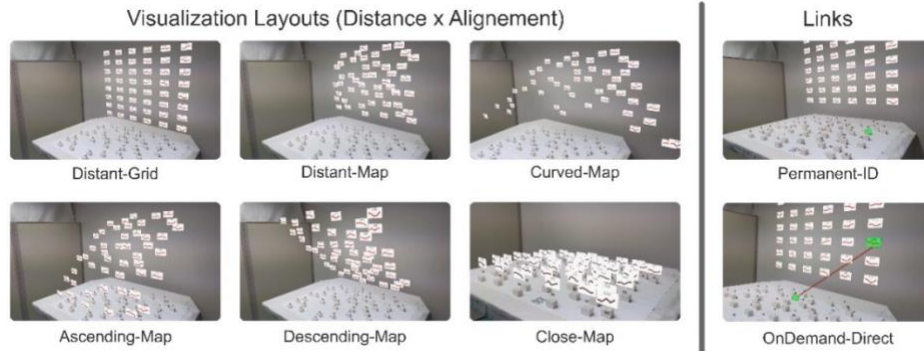 Visualization Layouts (Distance x Alignement)
Links
Distant-Grid
Distant-Map
Curved-Map
Permanent-ID
Ascending-Map
Descending-Map
Close-Map
OnDemand-Direct